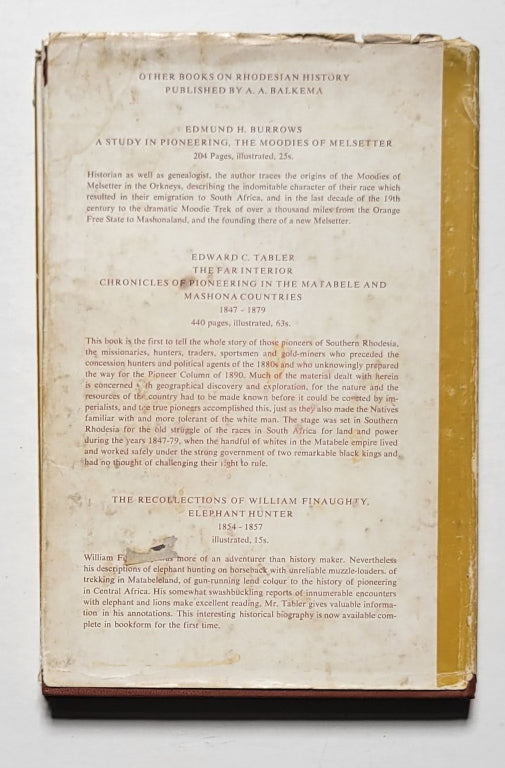 OTHER BOOKS ON RHODESIAN HISTORY
PUBLISHED BY A. A. BALKEMA
EDMUND H. BURROWS
A STUDY IN PIONEERING, THE MOODIES OF MELSETTER
204 Pages, illustrated, 25s.
Historian as well as genealogist, the author traces the origins of the Moodies of
Melsetter in the Orkneys, describing the indomitable character of their race which
resulted in their emigration to South Africa, and in the last decade of the 19th
century to the dramatic Moodie Trek of over a thousand miles from the Orange
Free State to Mashonaland, and the founding there of a new Melsetter.
EDWARD C. TABLER
THE FAR INTERIOR
CHRONICLES OF PIONEERING IN THE MATABELE AND
MASHONA COUNTRIES
1847 - 1879
440 pages, illustrated, 63s.
This book is the first to tell the whole story of those pioneers of Southern Rhodesia,
the missionaries, hunters, traders, sportsmen and gold-miners who preceded the
concession hunters and political agents of the 1880s and who unknowingly prepared
the way for the Pioneer Column of 1890. Much of the material dealt with herein
is concerned geographical discovery and exploration, for the nature and the
resources of the country had to be made known before it could be coveted by im-
perialists, and the true pioneers accomplished this, just as they also made the Natives
familiar with and more tolerant of the white man. The stage was set in Southern
Rhodesia for the old struggle of the races in South Africa for land and power
during the years 1847-79, when the handful of whites in the Matabele empire lived
and worked safely under the strong government of two remarkable black kings and
had no thought of challenging their right to rule.
THE RECOLLECTIONS OF WILLIAM FINAUGHTY,
ELEPHANT HUNTER
1854 - 1857
illustrated, 15s.
William was more of an adventurer than history maker. Nevertheless
his descriptions of elephant hunting on horseback with unreliable muzzle-loaders, of
trekking in Matabeleland, of gun-running lend colour to the history of pioneering
in Central Africa. His somewhat swashbuckling reports of innumerable encounters
with elephant and lions make excellent reading, Mr. Tabler gives valuable informa-
tion in his annotations. This interesting historical biography is now available com-
plete in bookform for the first time.